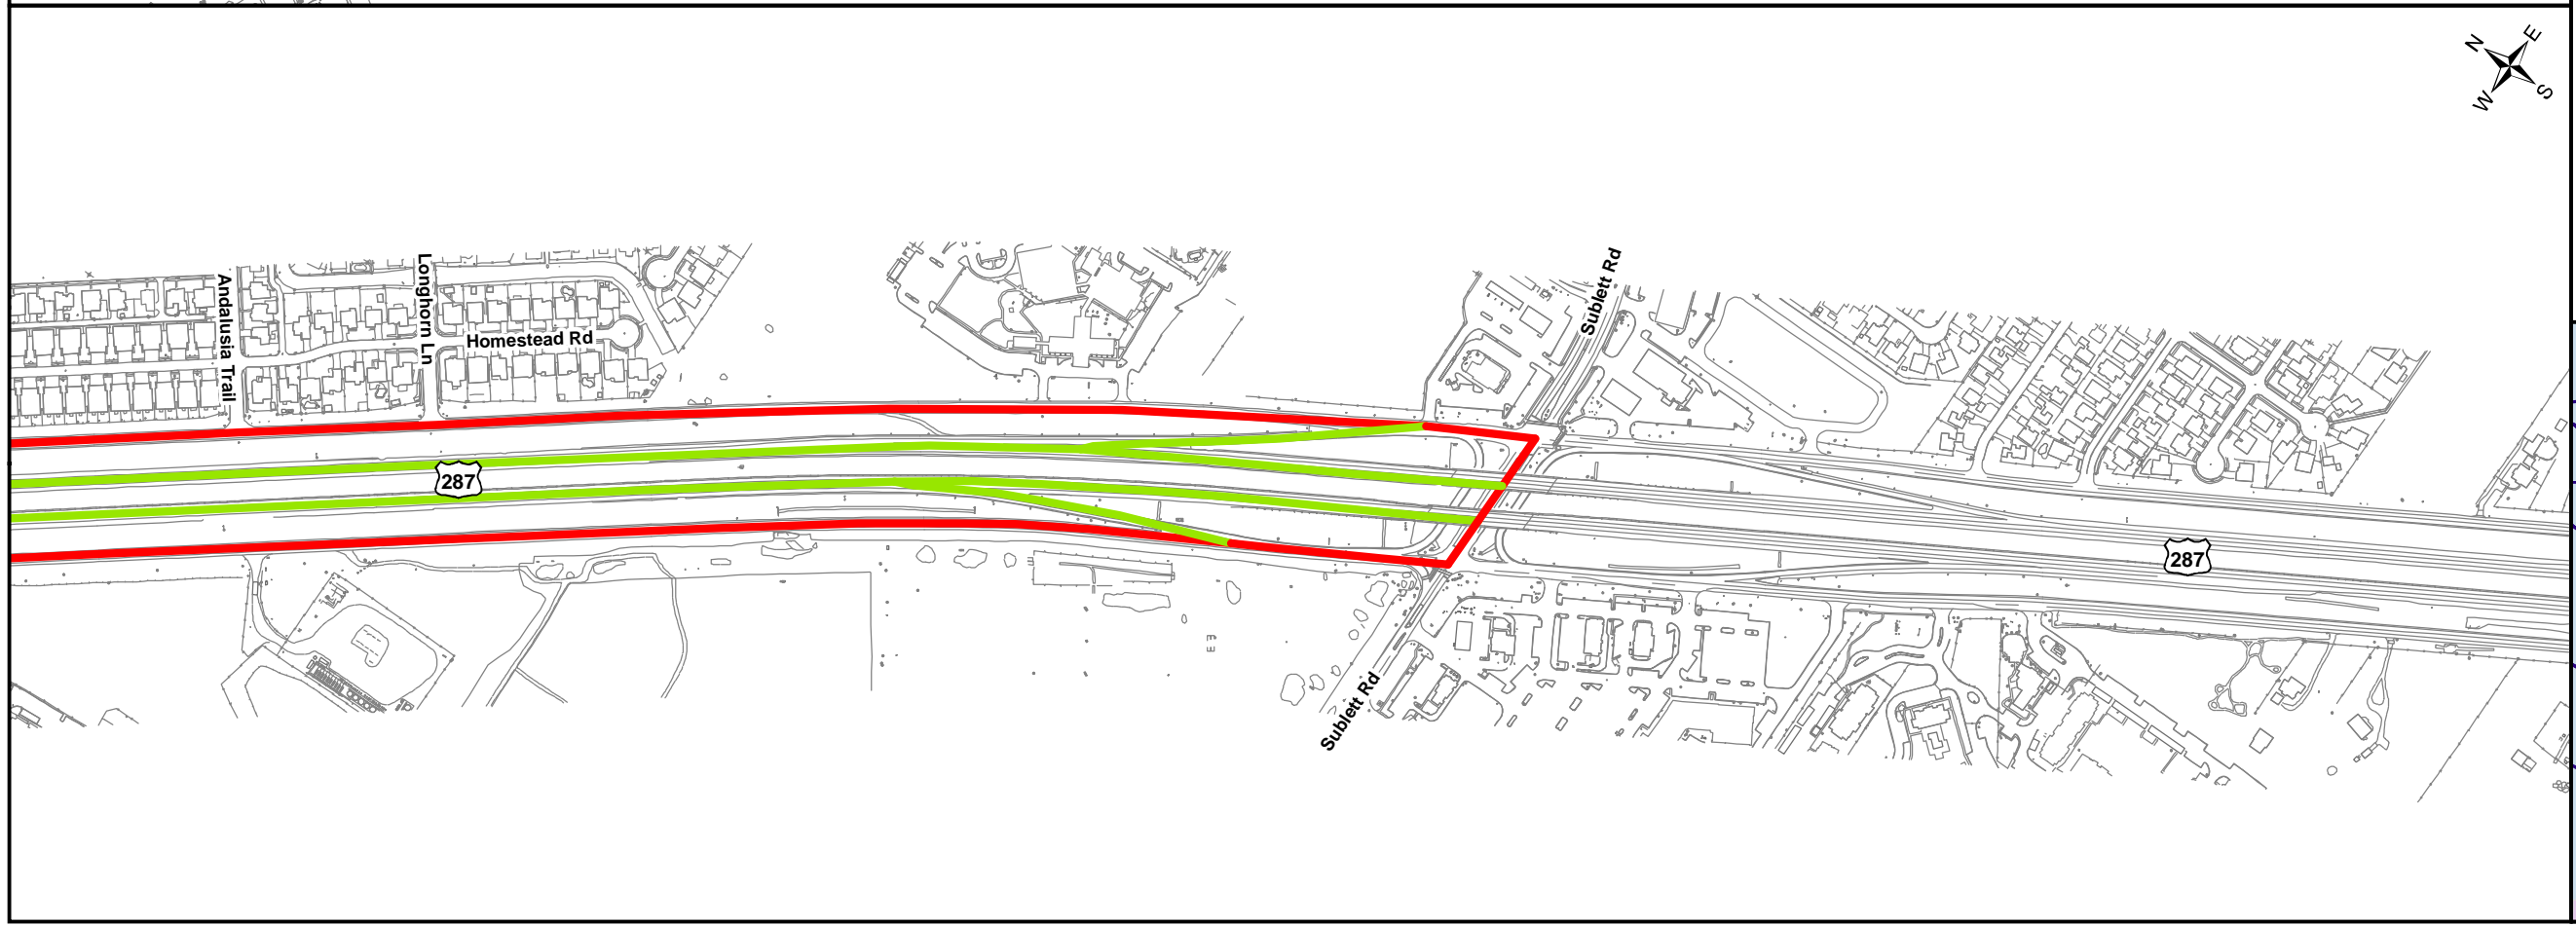 N
E
W
S
Andalusia Trail
Longhorn Ln
Homestead Rd
Sublett Rd
287
287
Sublett Rd